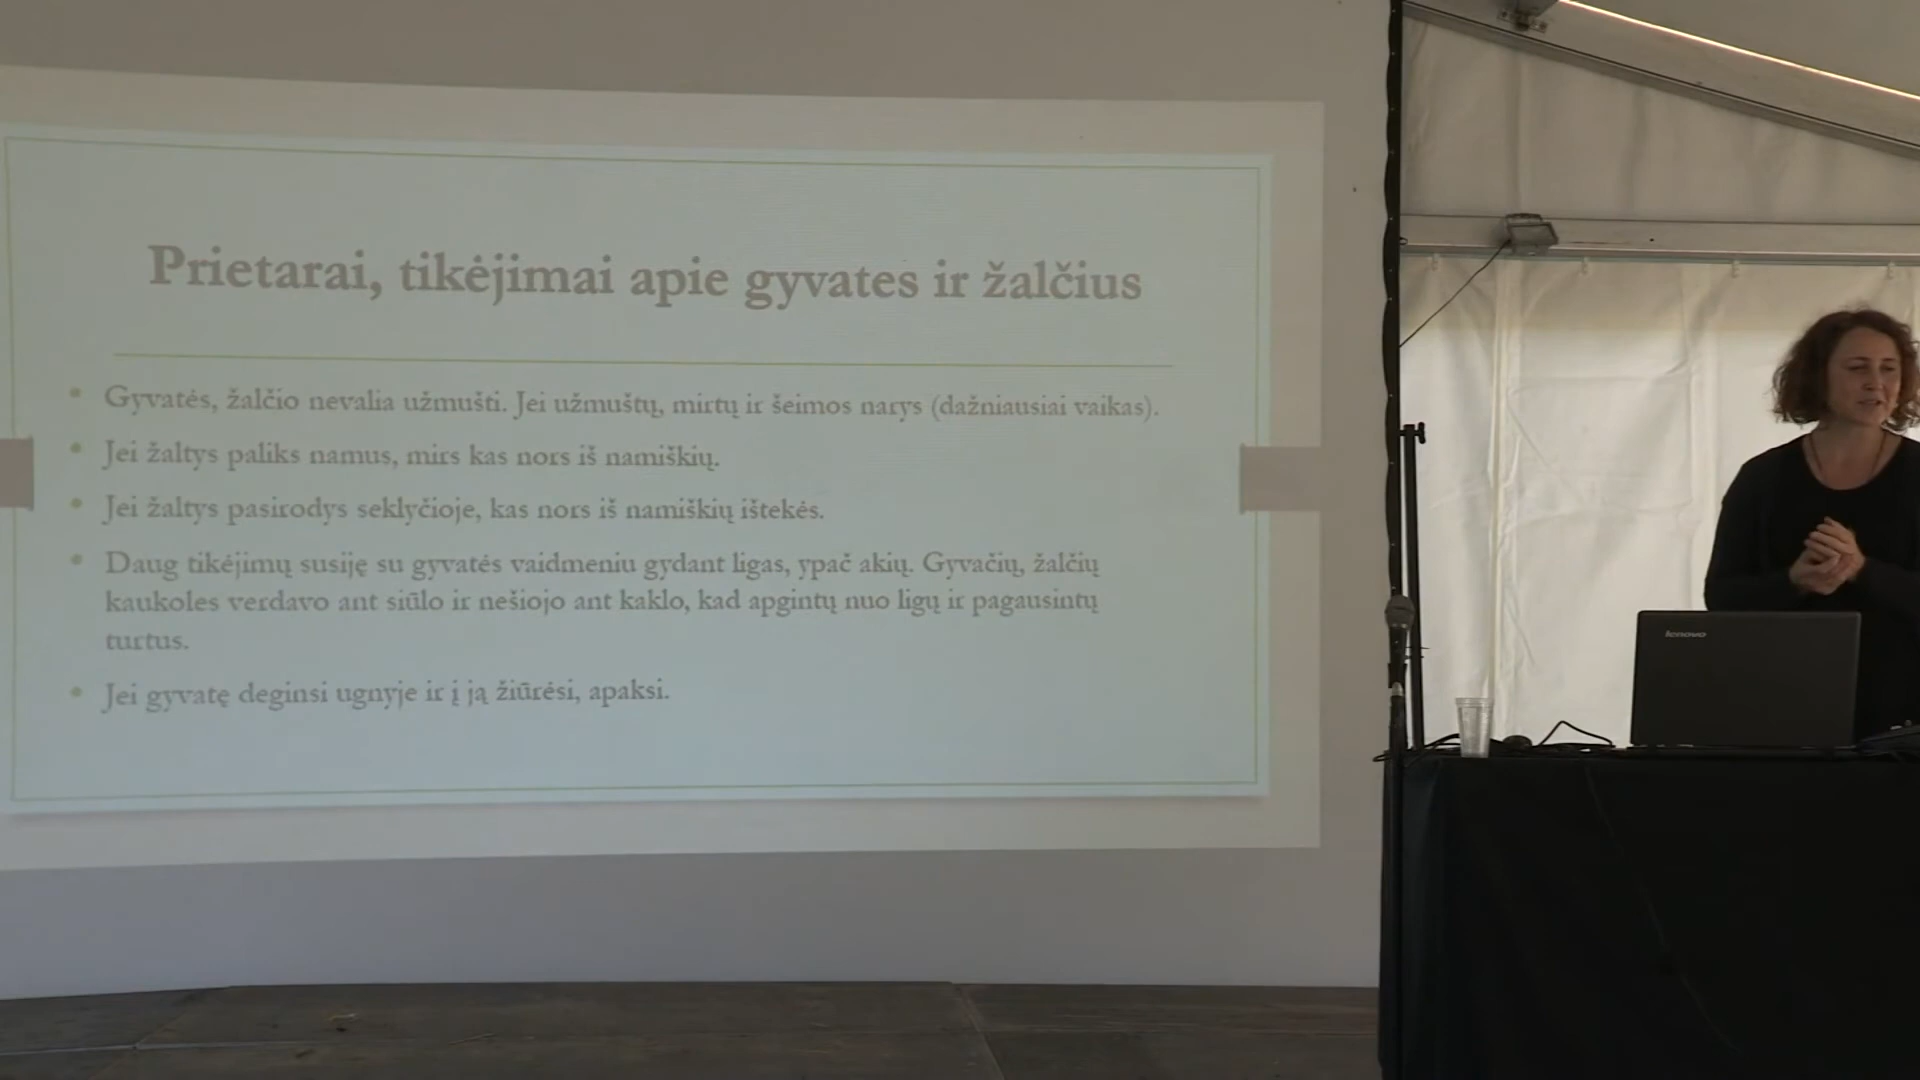 Prietarai, tikėjimai apie gyvates ir žalčius
Gyvatės, žalčio nevalia užmušti. Jei užmuštų, mirtų ir šeimos narys (dažniausiai vaikas).
Jei žaltys paliks namus, mirs kas nors iš namiškių.
Jei žaltys pasirodys seklyčioje, kas nors iš namiškių ištekės.
Daug tikėjimų susiję su gyvatės vaidmeniu gydant ligas, ypač akių. Gyvačių, žalčių
kaukoles verdavo ant siūlo ir nešiojo ant kaklo, kad apgintų nuo ligų ir pagausintų
turtus.
Jei gyvatę deginsi ugnyje ir į ją žiūrėsi, apaksi.
lenovo